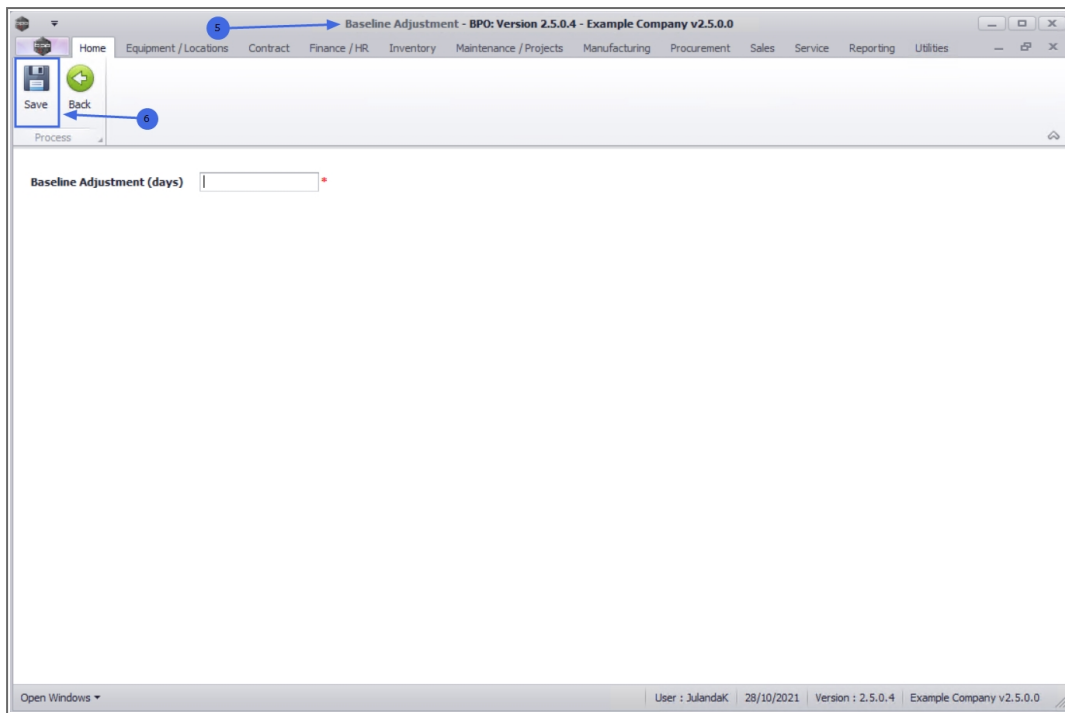 5
Baseline Adjustment - BPO: Version 2.5.0.4 - Example Company v2.5.0.0
Home Equipment / Locations Contract Finance / HR Inventory Maintenance / Projects Manufacturing Procurement Sales Service Reporting Utilities
Save Back
6
Process
Baseline Adjustment (days) *
Open Windows User : JulandaK 28/10/2021 Version : 2.5.0.4 Example Company v2.5.0.0